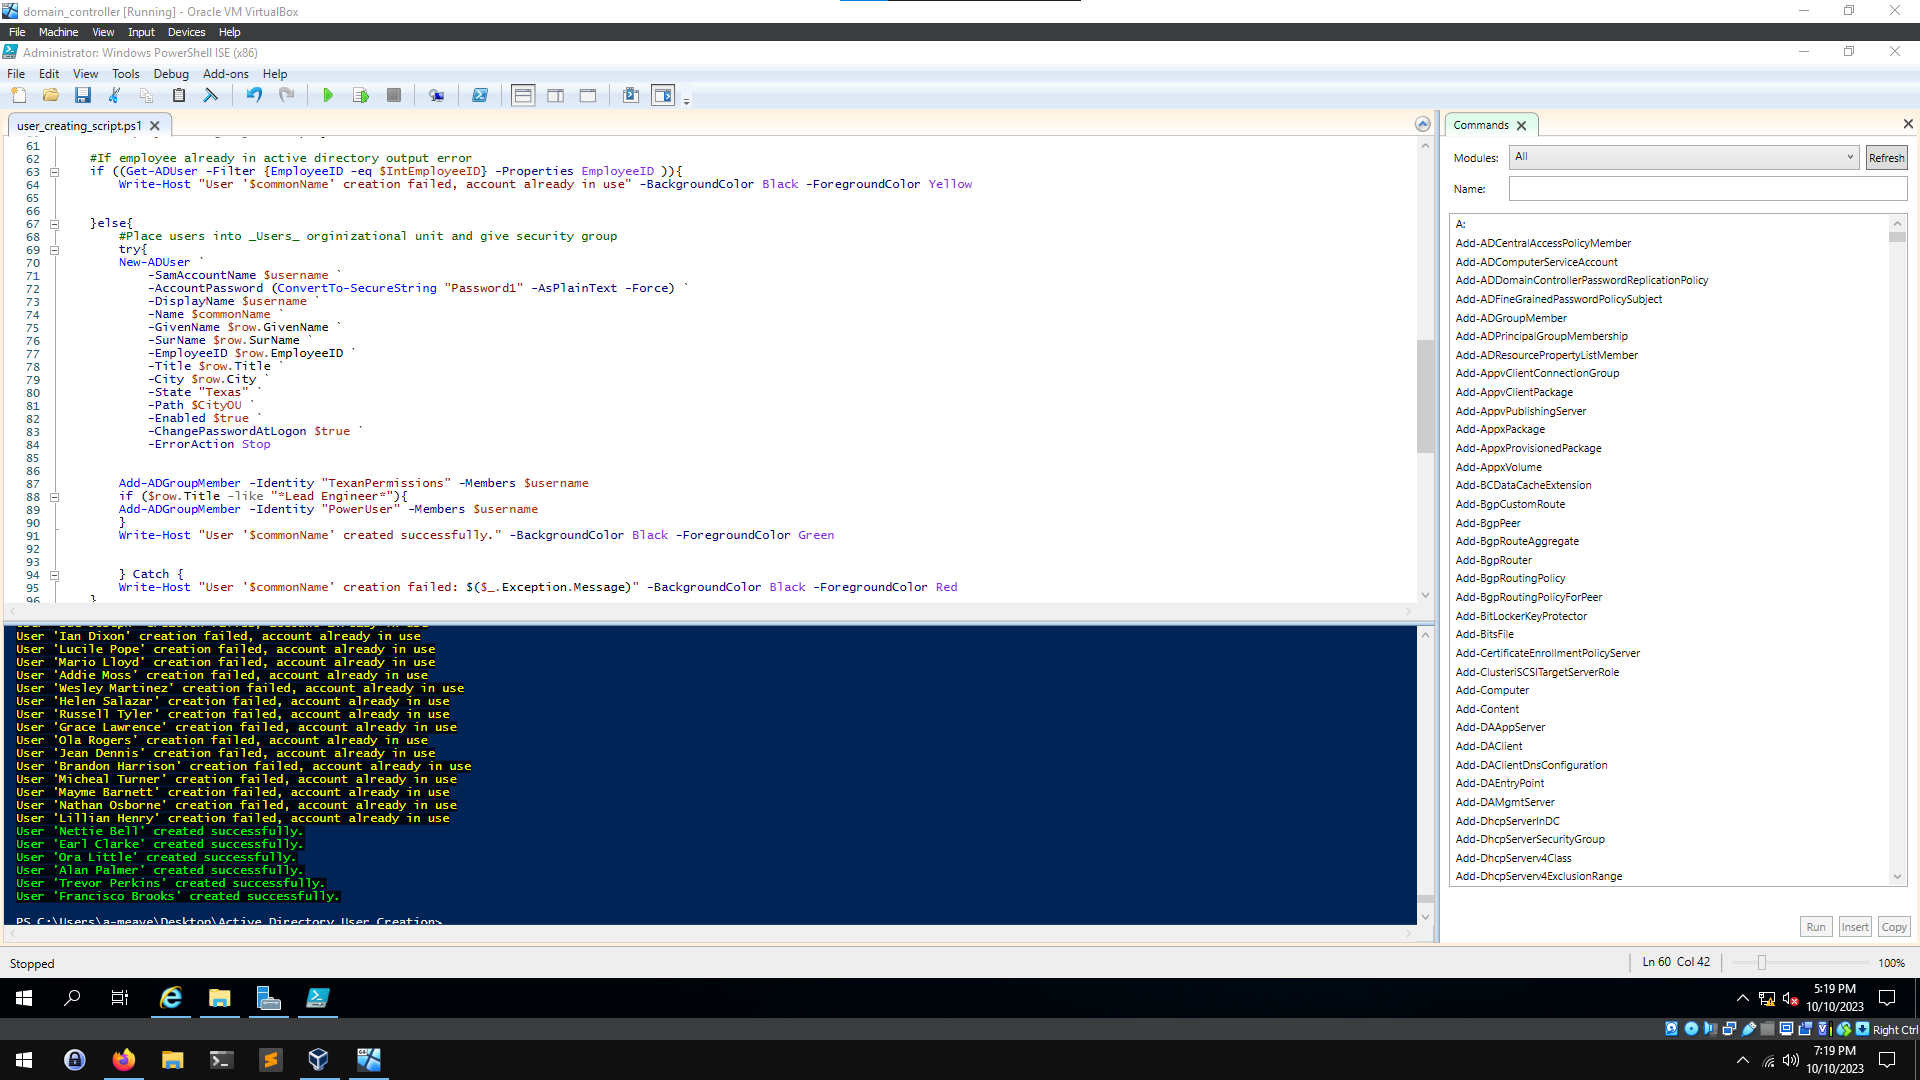 domain_controller [Running] - Oracle VM VirtualBox
File Machine View Input Devices Help
Administrator: Windows PowerShell ISE (x86)
File Edit View Tools Debug Add-ons Help
user_creating_script.ps1
61
62 #If employee already in active directory output error
63 if ((Get-ADUser -Filter {EmployeeID -eq $IntEmployeeID} -Properties EmployeeID )){
64 Write-Host "User '$commonName' creation failed, account already in use" -BackgroundColor Black -ForegroundColor Yellow
65
66
67 }else{
68 #Place users into _Users_ orginizational unit and give security group
69 try{
70 New-ADUser `
71 -SamAccountName $username `
72 -AccountPassword (ConvertTo-SecureString "Password1" -AsPlainText -Force) `
73 -DisplayName $username `
74 -Name $commonName `
75 -GivenName $row.GivenName `
76 -SurName $row.SurName `
77 -EmployeeID $row.EmployeeID `
78 -Title $row.Title `
79 -City $row.City `
80 -State "Texas" `
81 -Path $CityOU `
82 -Enabled $true `
83 -ChangePasswordAtLogon $true `
84 -ErrorAction Stop
85
86
87 Add-ADGroupMember -Identity "TexanPermissions" -Members $username
88 if ($row.Title -like "*Lead Engineer*"){
89 Add-ADGroupMember -Identity "PowerUser" -Members $username
90 }
91 Write-Host "User '$commonName' created successfully." -BackgroundColor Black -ForegroundColor Green
92
93
94 } Catch {
95 Write-Host "User '$commonName' creation failed: $($_.Exception.Message)" -BackgroundColor Black -ForegroundColor Red
96 }
User 'Ian Dixon' creation failed, account already in use
User 'Lucile Pope' creation failed, account already in use
User 'Mario Lloyd' creation failed, account already in use
User 'Addie Moss' creation failed, account already in use
User 'Wesley Martinez' creation failed, account already in use
User 'Helen Salazar' creation failed, account already in use
User 'Russell Tyler' creation failed, account already in use
User 'Grace Lawrence' creation failed, account already in use
User 'Ola Rogers' creation failed, account already in use
User 'Jean Dennis' creation failed, account already in use
User 'Brandon Harrison' creation failed, account already in use
User 'Micheal Turner' creation failed, account already in use
User 'Mayme Barnett' creation failed, account already in use
User 'Nathan Osborne' creation failed, account already in use
User 'Lillian Henry' creation failed, account already in use
User 'Nettie Bell' created successfully.
User 'Earl Clarke' created successfully.
User 'Ora Little' created successfully.
User 'Alan Palmer' created successfully.
User 'Trevor Perkins' created successfully.
User 'Francisco Brooks' created successfully.
PS C:\Users\a-meave\Desktop\Active Directory User Creation>
Commands
Modules: All Refresh
Name:
A:
Add-ADCentralAccessPolicyMember
Add-ADComputerServiceAccount
Add-ADDomainControllerPasswordReplicationPolicy
Add-ADFineGrainedPasswordPolicySubject
Add-ADGroupMember
Add-ADPrincipalGroupMembership
Add-ADResourcePropertyListMember
Add-AppvClientConnectionGroup
Add-AppvClientPackage
Add-AppvPublishingServer
Add-AppxPackage
Add-AppxProvisionedPackage
Add-AppxVolume
Add-BCDataCacheExtension
Add-BgpCustomRoute
Add-BgpPeer
Add-BgpRouteAggregate
Add-BgpRouter
Add-BgpRoutingPolicy
Add-BgpRoutingPolicyForPeer
Add-BitLockerKeyProtector
Add-BitsFile
Add-CertificateEnrollmentPolicyServer
Add-ClusteriSCSITargetServerRole
Add-Computer
Add-Content
Add-DAAppServer
Add-DAClient
Add-DAClientDnsConfiguration
Add-DAEntryPoint
Add-DAMgmtServer
Add-DhcpServerInDC
Add-DhcpServerSecurityGroup
Add-DhcpServerv4Class
Add-DhcpServerv4ExclusionRange
Run Insert Copy
Stopped
Ln 60 Col 42
100%
5:19 PM
10/10/2023
Right Ctrl
7:19 PM
10/10/2023